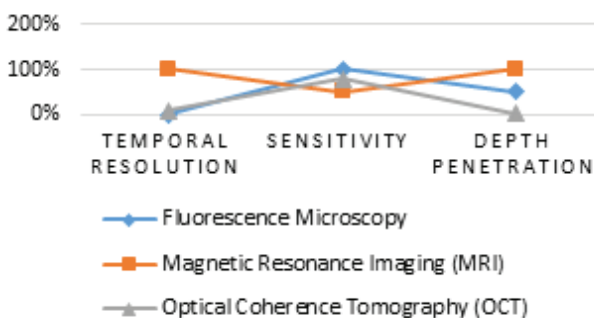 200%
100%
0%
TEMPORAL RESOLUTION
SENSITIVITY
DEPTH PENETRATION
Fluorescence Microscopy
Magnetic Resonance Imaging (MRI)
Optical Coherence Tomography (OCT)